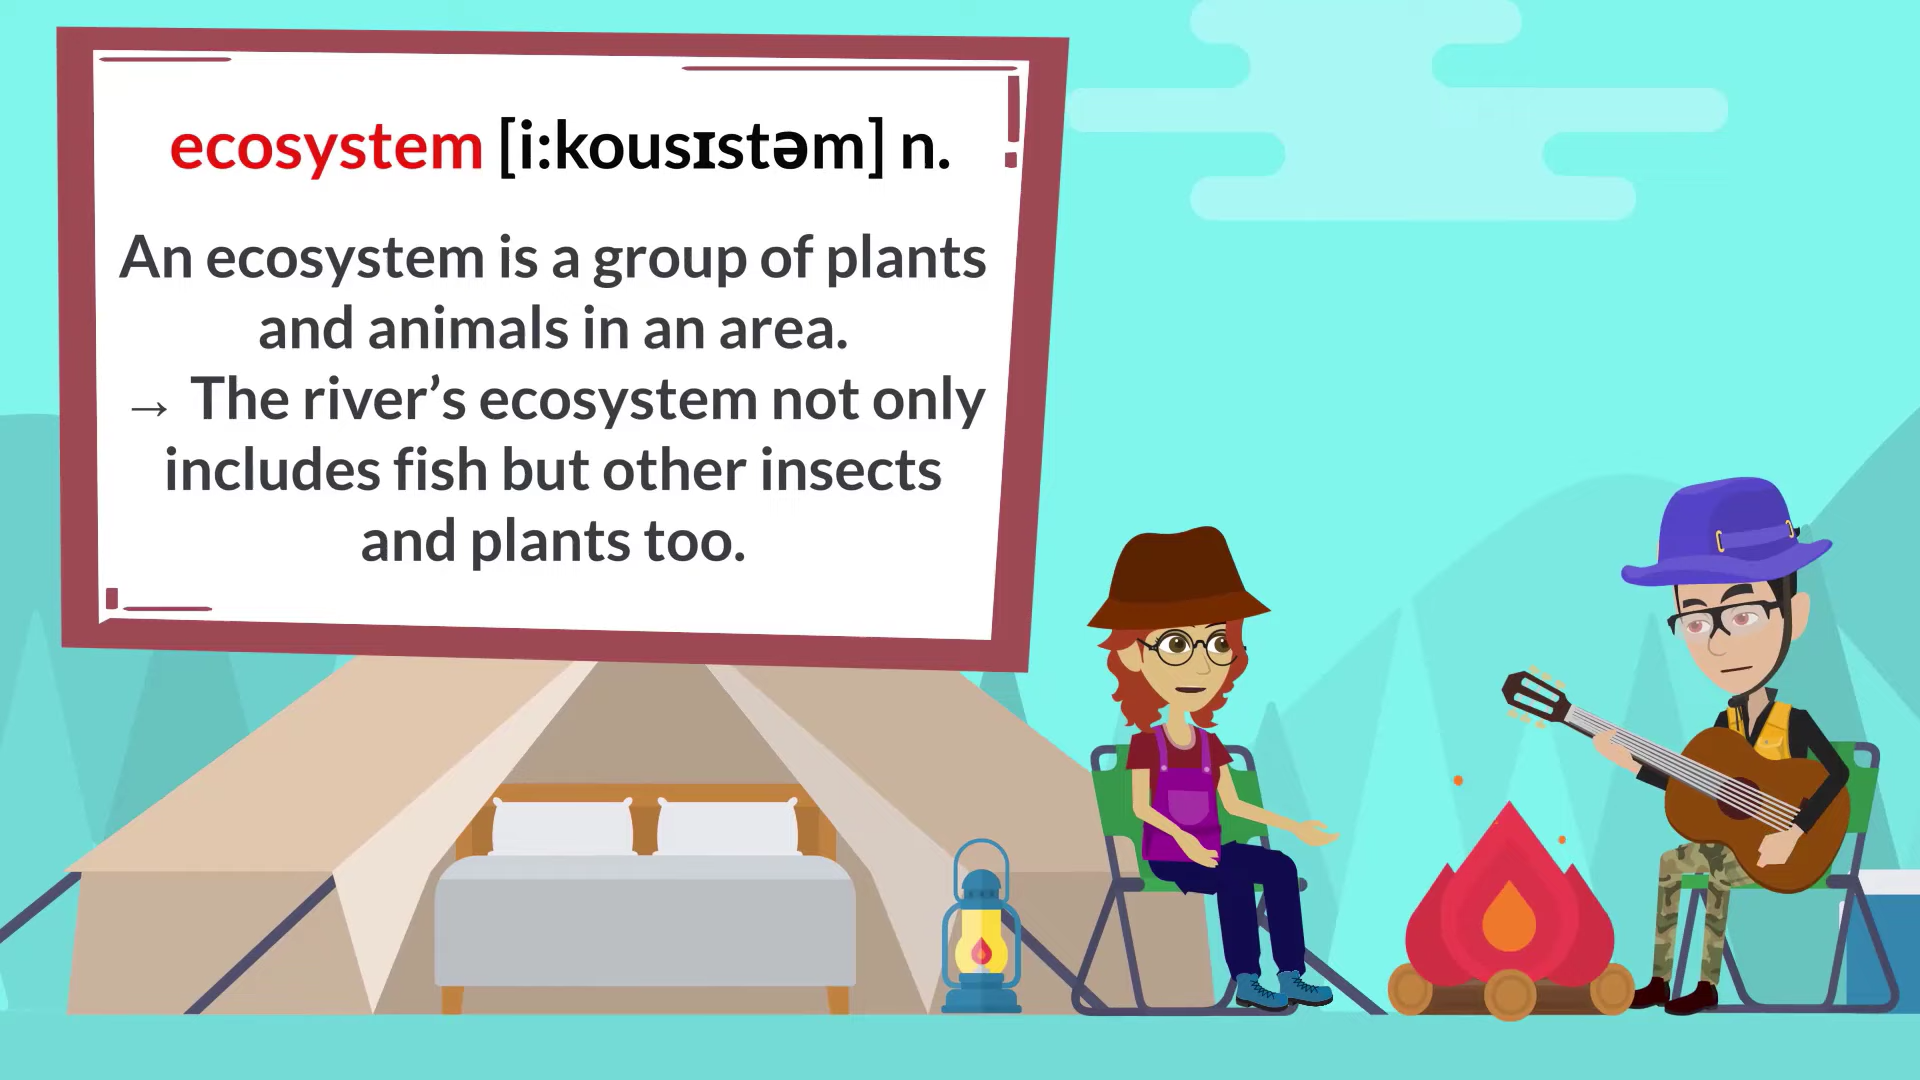 ecosystem [i:kousɪstəm] n.
An ecosystem is a group of plants
and animals in an area.
→ The river’s ecosystem not only
includes fish but other insects
and plants too.